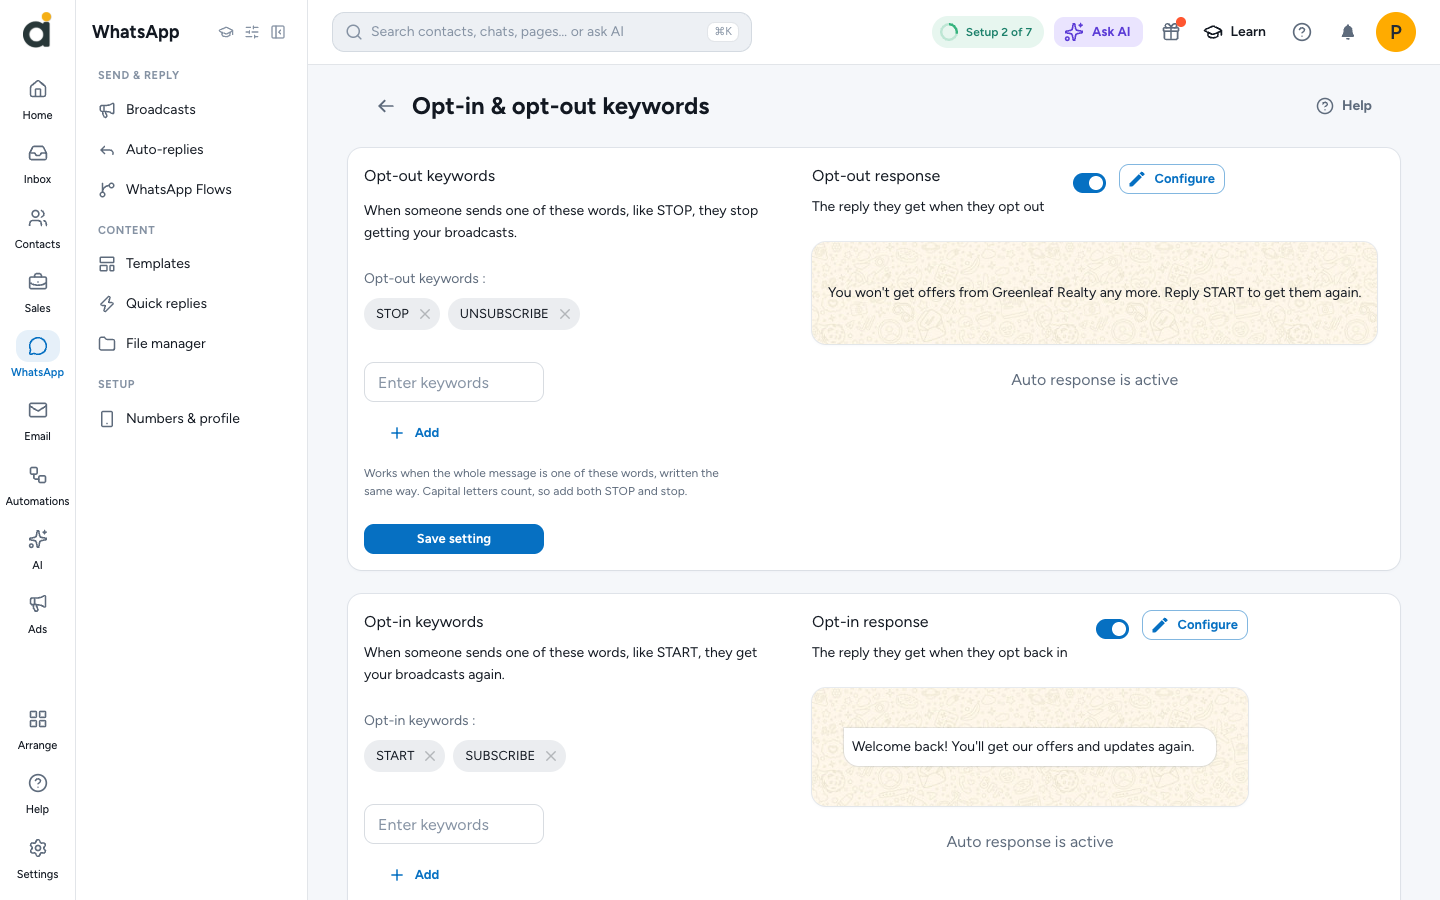 WhatsApp
Search contacts, chats, pages... or ask AI
⌘K
Setup 2 of 7
Ask AI
Learn
P
Home
Inbox
Contacts
Sales
WhatsApp
Email
Automations
AI
Ads
Arrange
Help
Settings
SEND & REPLY
Broadcasts
Auto-replies
WhatsApp Flows
CONTENT
Templates
Quick replies
File manager
SETUP
Numbers & profile
Opt-in & opt-out keywords
Help
Opt-out keywords
When someone sends one of these words, like STOP, they stop
getting your broadcasts.
Opt-out keywords :
STOP
UNSUBSCRIBE
Enter keywords
Add
Works when the whole message is one of these words, written the
same way. Capital letters count, so add both STOP and stop.
Save setting
Opt-out response
The reply they get when they opt out
Configure
You won't get offers from Greenleaf Realty any more. Reply START to get them again.
Auto response is active
Opt-in keywords
When someone sends one of these words, like START, they get
your broadcasts again.
Opt-in keywords :
START
SUBSCRIBE
Enter keywords
Add
Opt-in response
The reply they get when they opt back in
Configure
Welcome back! You'll get our offers and updates again.
Auto response is active